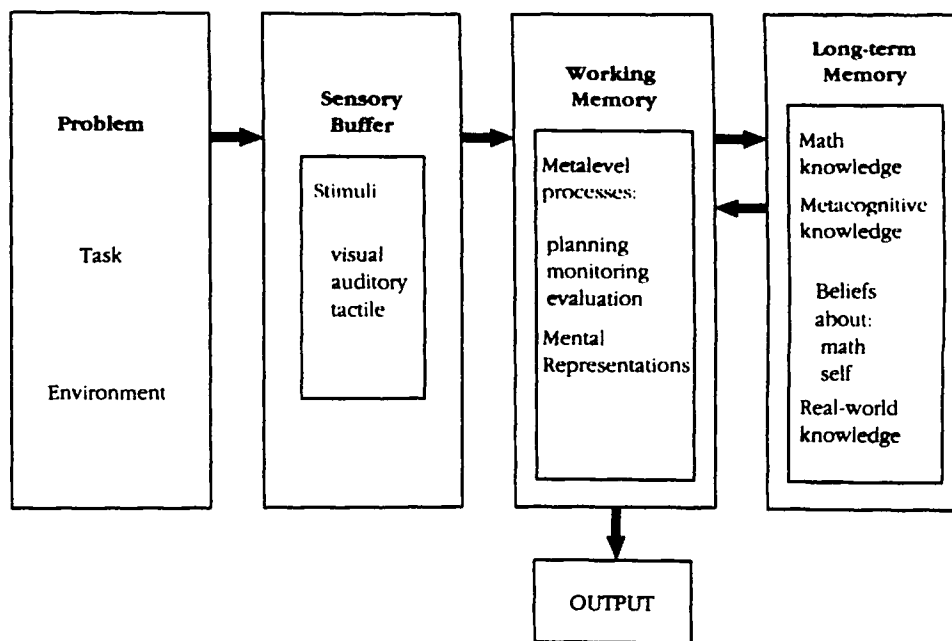 Problem
Task
Environment
Sensory
Buffer
Stimuli
visual
auditory
tactile
Working
Memory
Metalevel
processes:
planning
monitoring
evaluation
Mental
Representations
Long-term
Memory
Math
knowledge
Metacognitive
knowledge
Beliefs
about:
math
self
Real-world
knowledge
OUTPUT